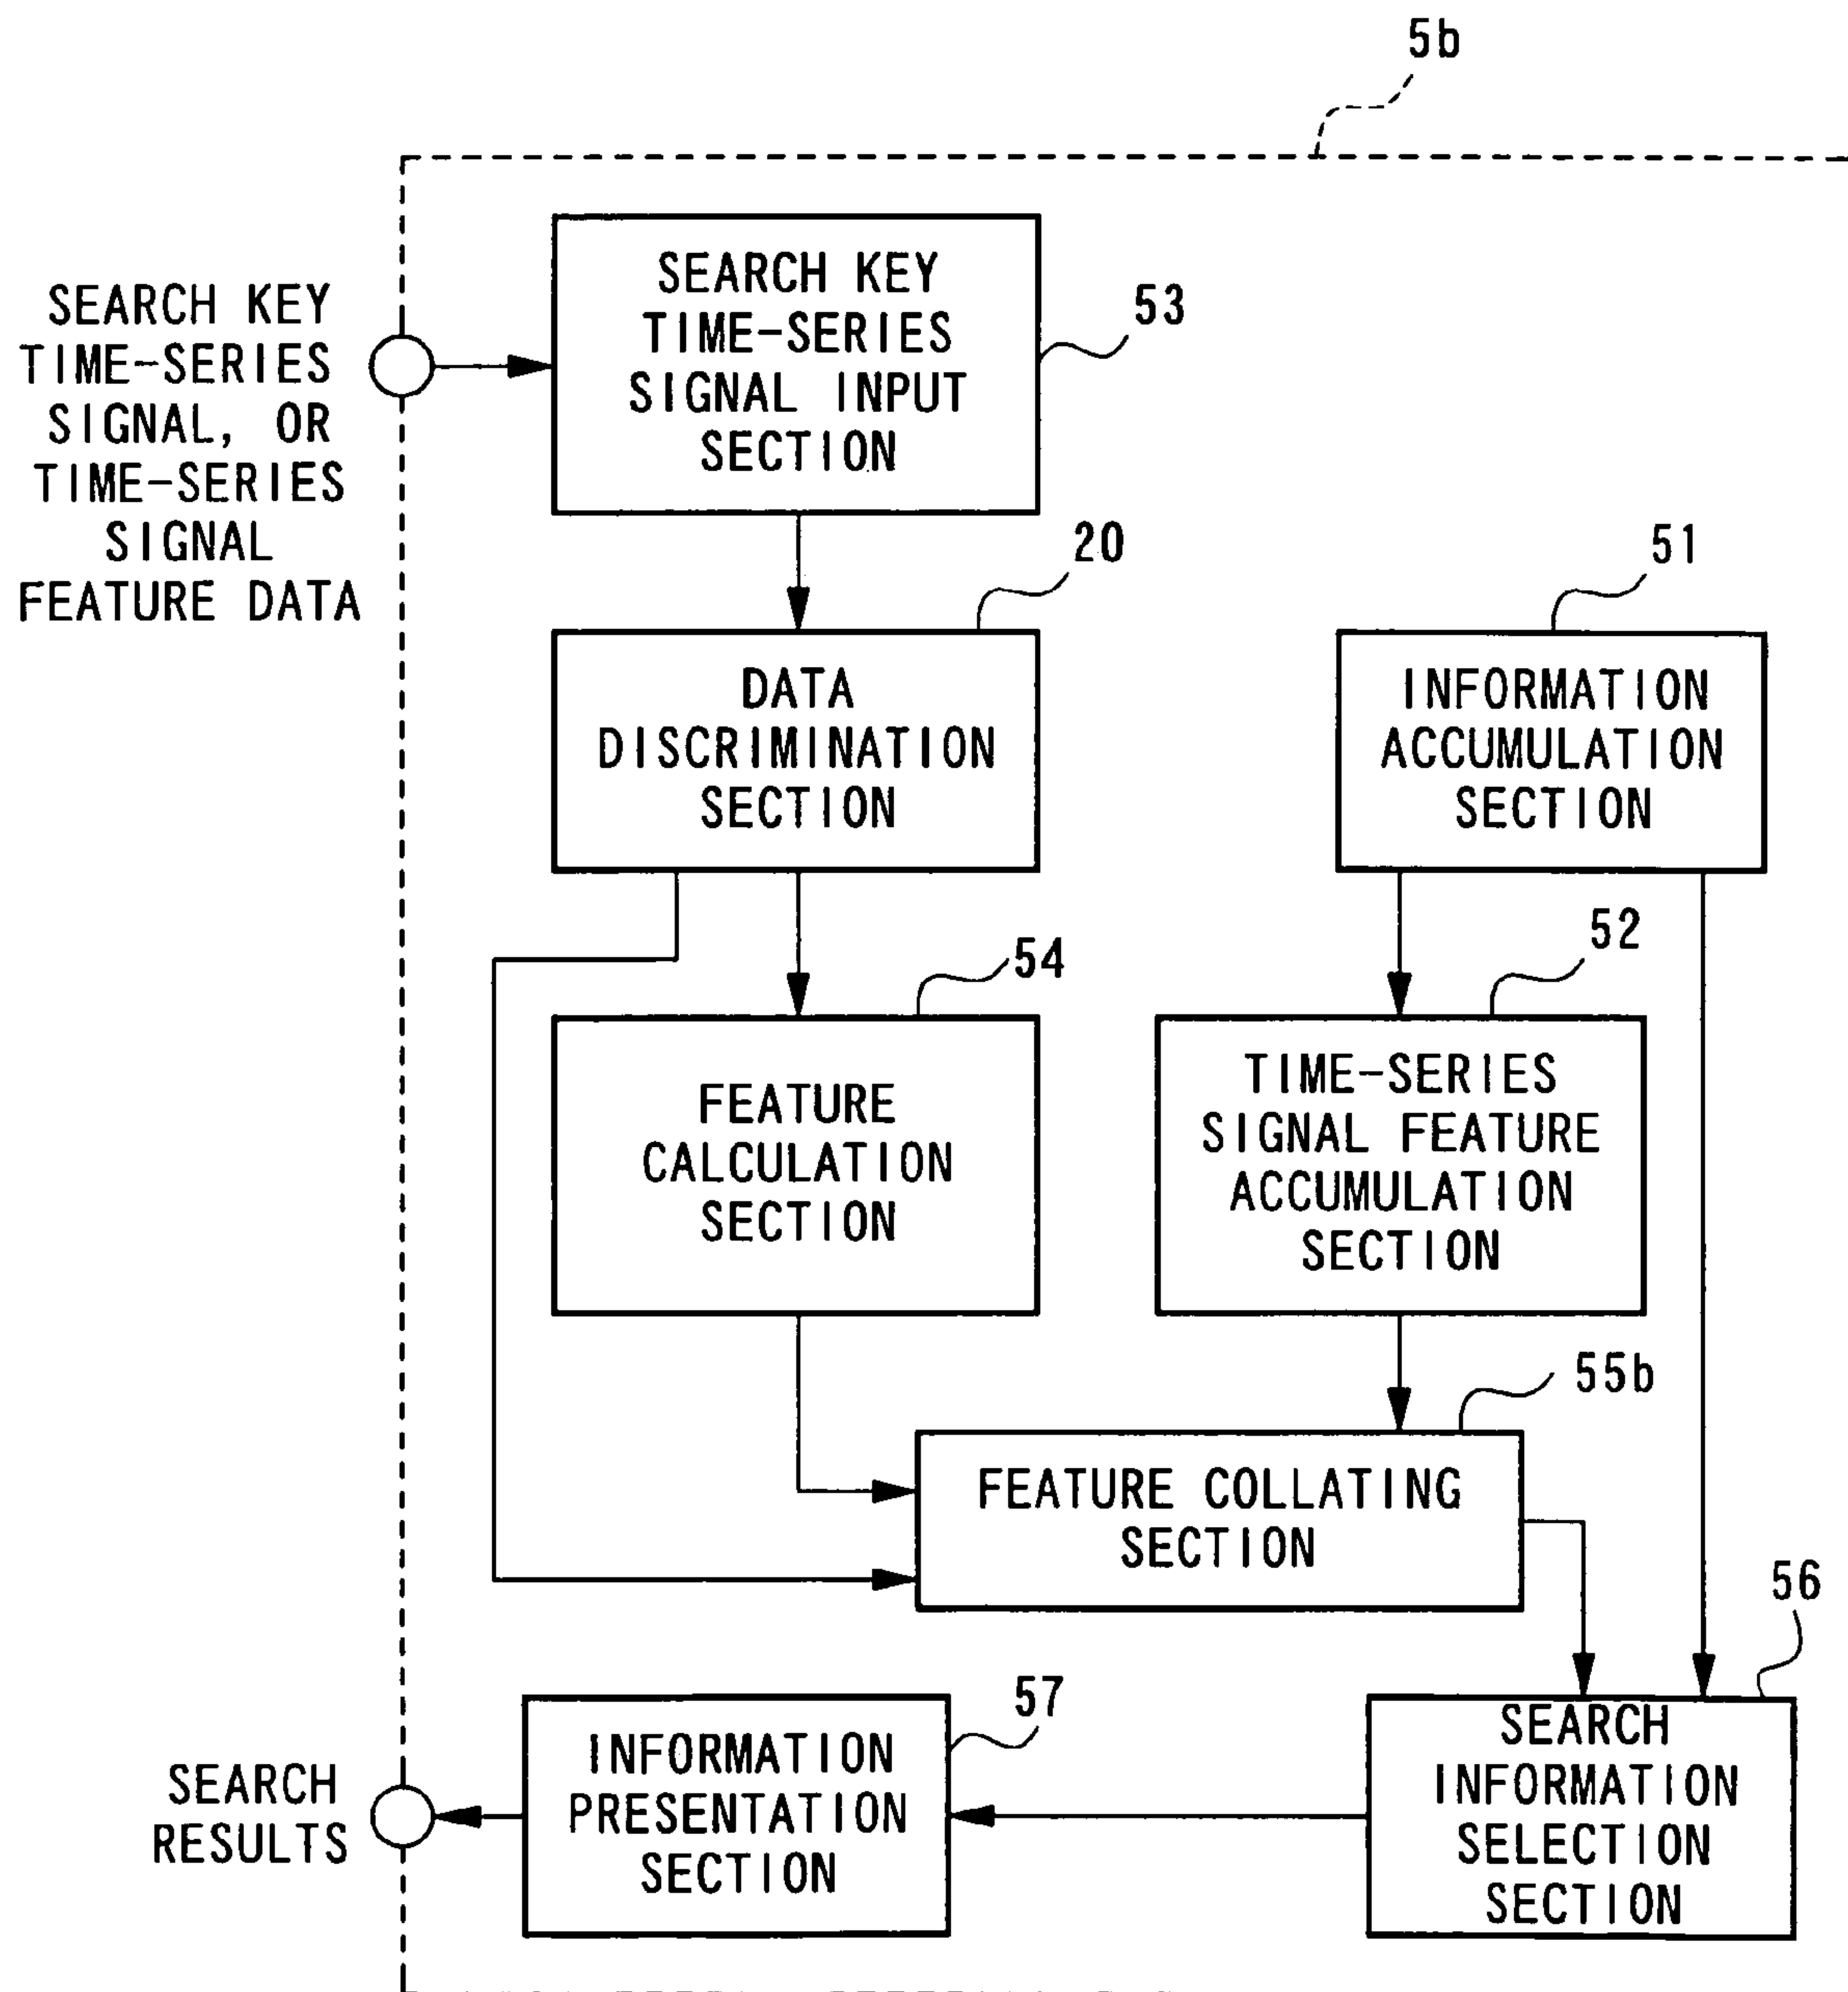 5b
SEARCH KEY
TIME-SERIES
SIGNAL, OR
TIME-SERIES
SIGNAL
FEATURE DATA
SEARCH KEY
TIME-SERIES
SIGNAL INPUT
SECTION
53
20
DATA
DISCRIMINATION
SECTION
51
INFORMATION
ACCUMULATION
SECTION
54
FEATURE
CALCULATION
SECTION
52
TIME-SERIES
SIGNAL FEATURE
ACCUMULATION
SECTION
55b
FEATURE COLLATING
SECTION
56
SEARCH
INFORMATION
SELECTION
SECTION
57
INFORMATION
PRESENTATION
SECTION
SEARCH
RESULTS